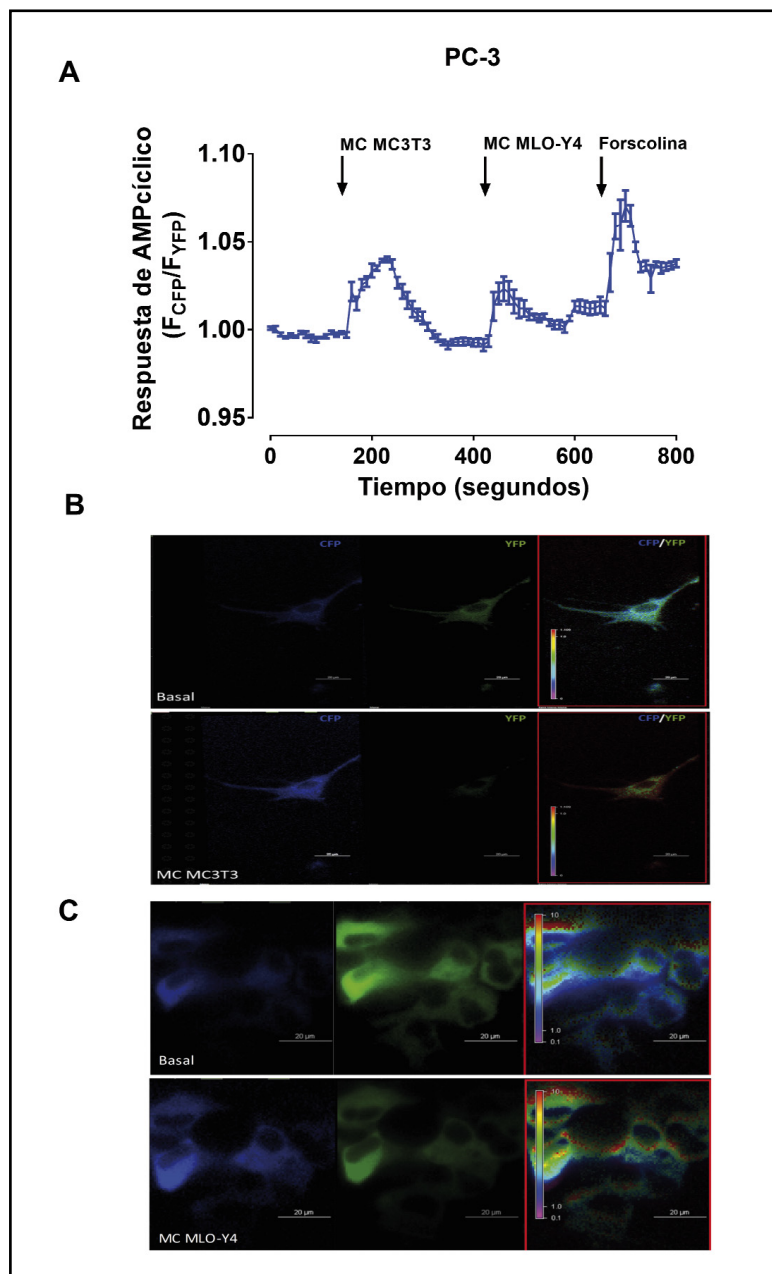 A
PC-3
MC MC3T3
MC MLO-Y4
Forscolina
Respuesta de AMPcíclico
(FCFP/FYFP)
1.10
1.05
1.00
0.95
0 200 400 600 800
Tiempo (segundos)
B
CFP YFP CFP/YFP
Basal
CFP YFP CFP/YFP
MC MC3T3
C
10
1.0
0.1
20 µm 20 µm 20 µm
Basal
10
1.0
0.1
20 µm 20 µm 20 µm
MC MLO-Y4